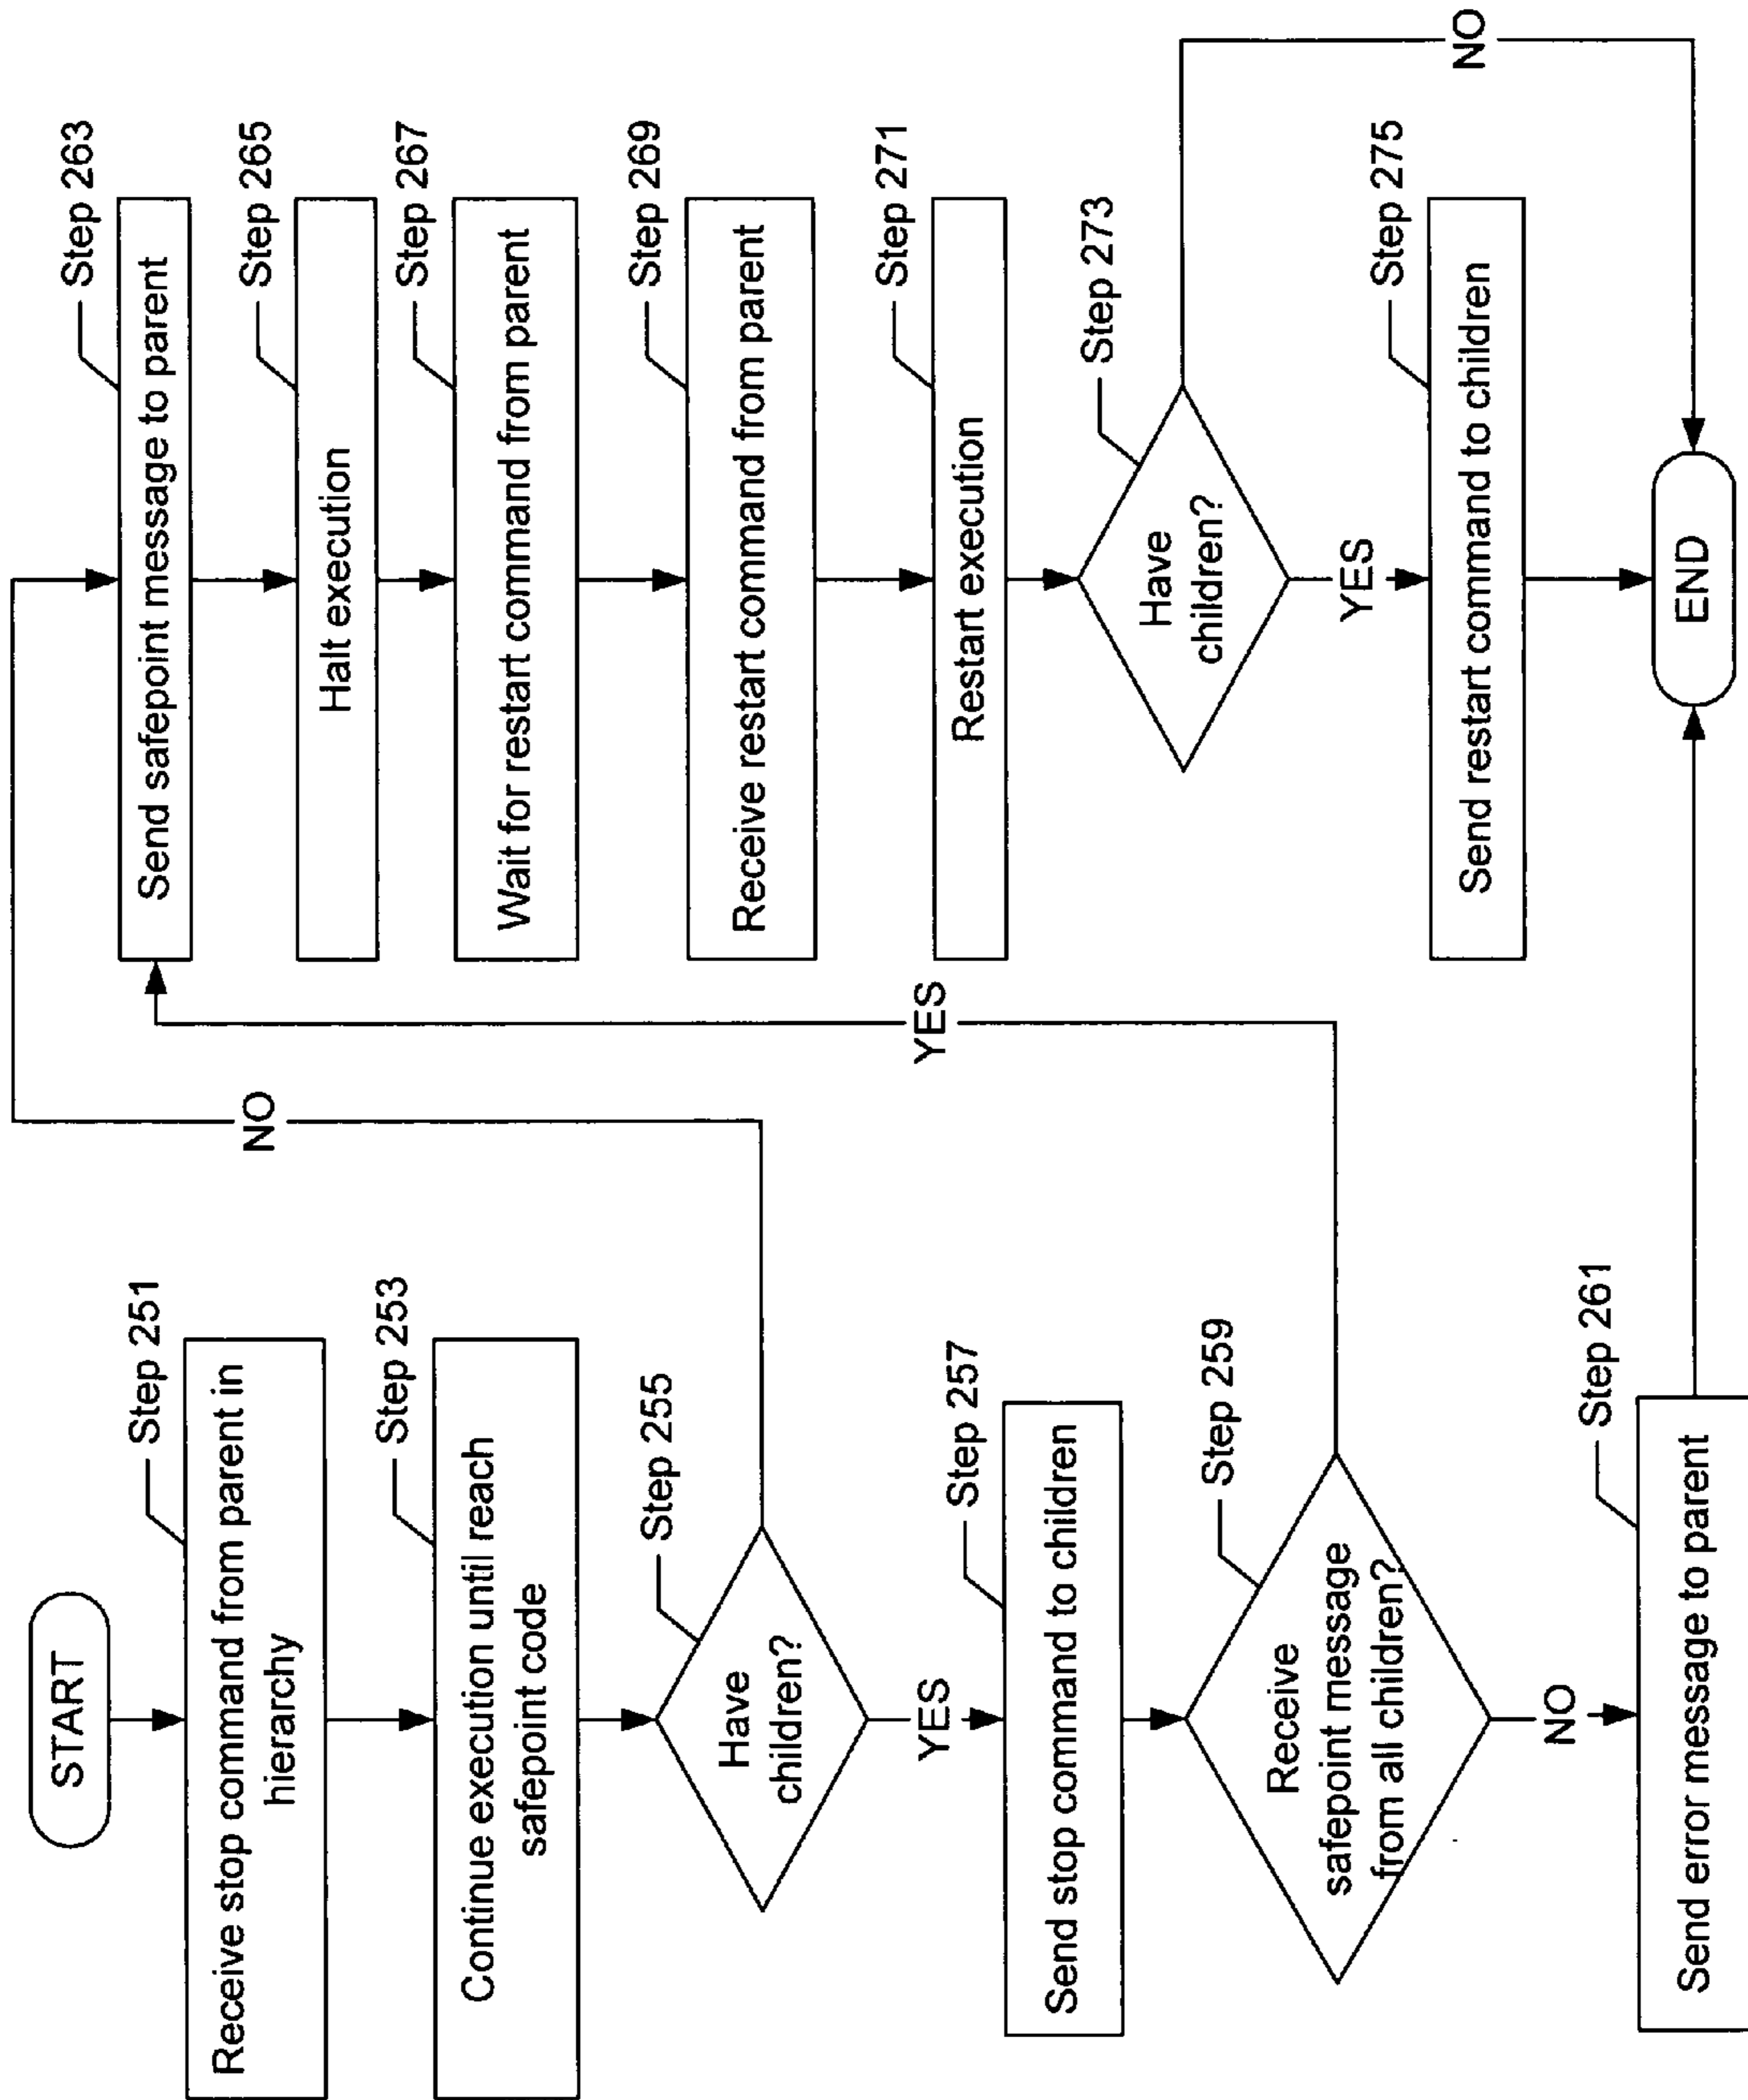 START
Step 251
Receive stop command from parent in
hierarchy
Step 253
Continue execution until reach
safepoint code
Step 255
Have
children?
NO
YES
Step 257
Send stop command to children
Step 259
Receive
safepoint message
from all children?
YES
NO
Step 261
Send error message to parent
Step 263
Send safepoint message to parent
Step 265
Halt execution
Step 267
Wait for restart command from parent
Step 269
Receive restart command from parent
Step 271
Restart execution
Step 273
Have
children?
NO
YES
Step 275
Send restart command to children
END